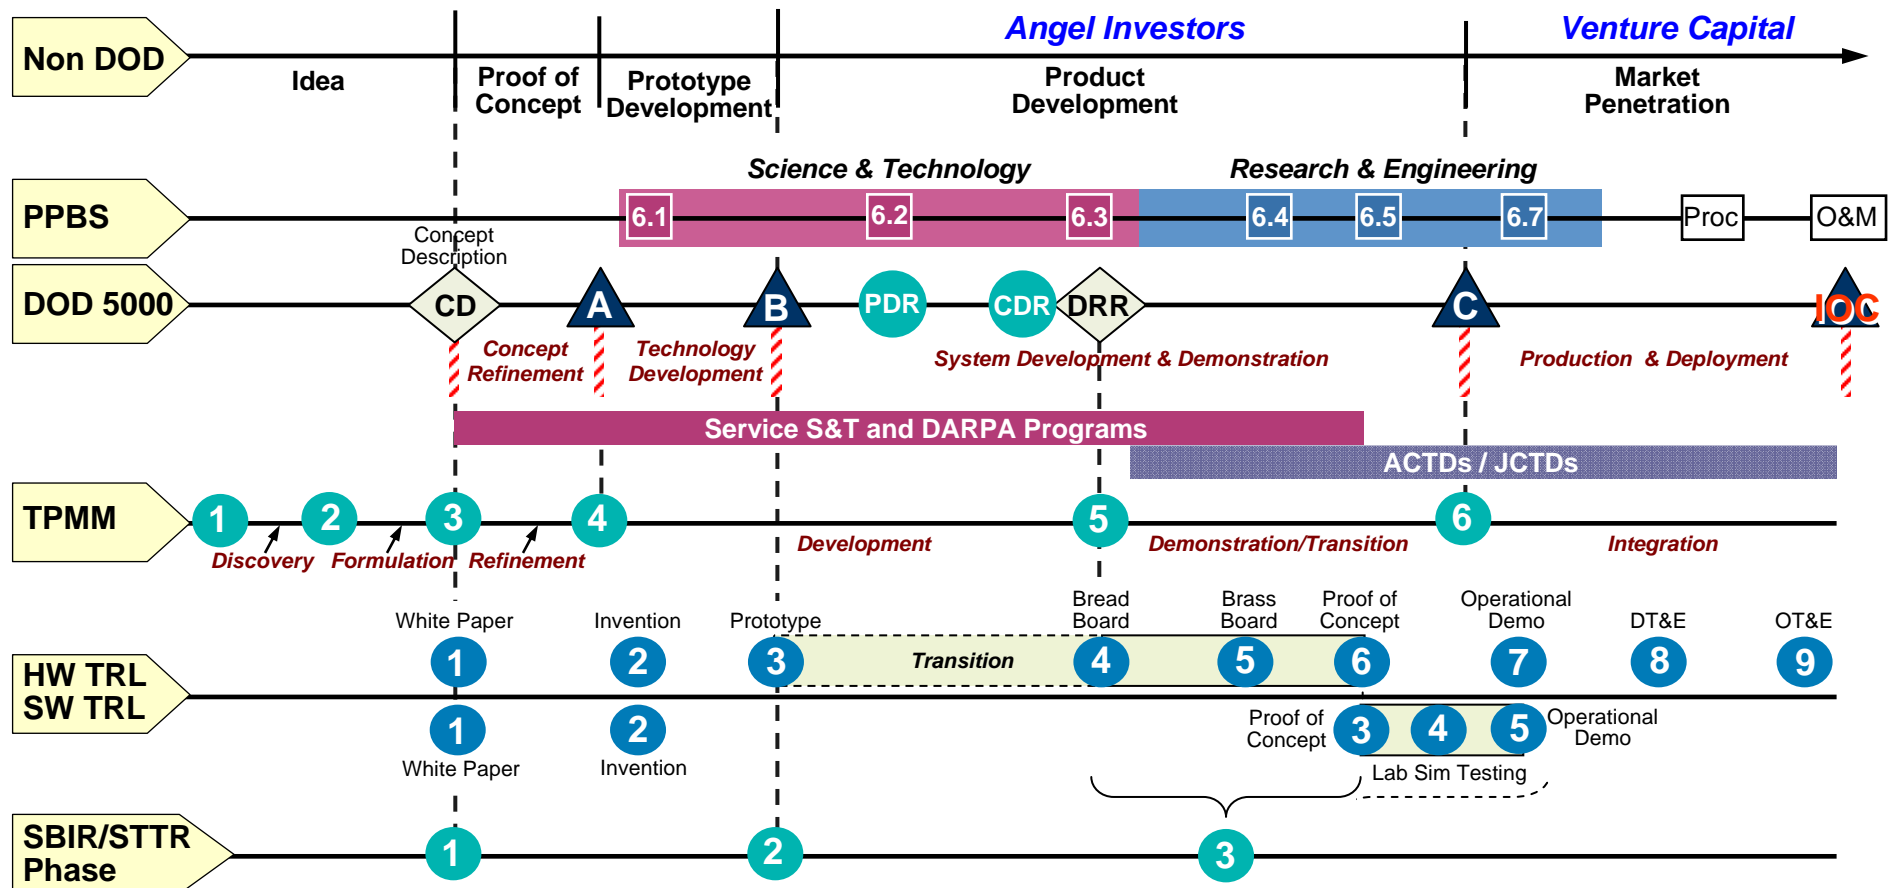 Non DOD
Angel Investors
Venture Capital
Idea
Proof of
Concept
Prototype
Development
Product
Development
Market
Penetration
Science & Technology
Research & Engineering
PPBS
6.1
6.2
6.3
6.4
6.5
6.7
Proc
O&M
Concept
Description
DOD 5000
CD
A
B
PDR
CDR
DRR
C
IOC
Concept
Refinement
Technology
Development
System Development & Demonstration
Production & Deployment
Service S&T and DARPA Programs
ACTDs / JCTDs
TPMM
1
2
3
4
5
6
Discovery
Formulation
Refinement
Development
Demonstration/Transition
Integration
White Paper
Invention
Prototype
Bread
Board
Brass
Board
Proof of
Concept
Operational
Demo
DT&E
OT&E
HW TRL
SW TRL
1
2
3
Transition
4
5
6
7
8
9
1
2
Proof of
Concept
3
4
5
Operational
Demo
White Paper
Invention
Lab Sim Testing
SBIR/STTR
Phase
1
2
3